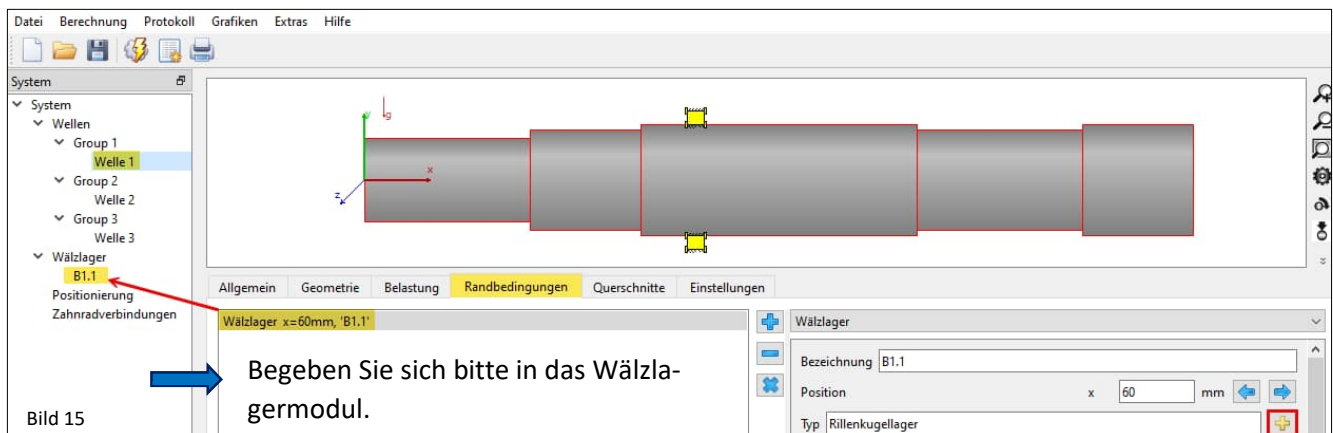 Datei Berechnung Protokoll Grafiken Extras Hilfe
System
System
Wellen
Group 1
Welle 1
Group 2
Welle 2
Group 3
Welle 3
Wälzlager
B1.1
Positionierung
Zahnradverbindungen
y
g
x
z
Allgemein Geometrie Belastung Randbedingungen Querschnitte Einstellungen
Wälzlager x=60mm, 'B1.1'
Begeben Sie sich bitte in das Wälzla-
germodul.
Wälzlager
Bezeichnung B1.1
Position x 60 mm
Typ Rillenkugellager
Bild 15